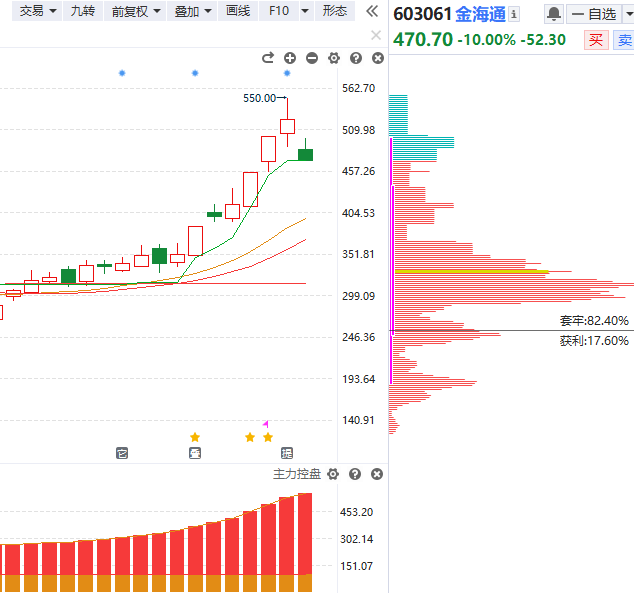 交易 九转 前复权 叠加 画线 F10 形态
603061 金海通
自选
470.70 -10.00% -52.30
买 卖
562.70
550.00
509.98
457.26
404.53
351.81
299.09
246.36
193.64
140.91
套牢:82.40%
获利:17.60%
主力控盘
453.20
302.14
151.07